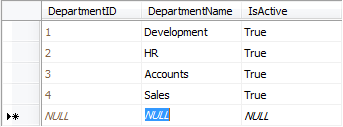 DepartmentID DepartmentName IsActive
1 Development True
2 HR True
3 Accounts True
4 Sales True
NULL NULL NULL